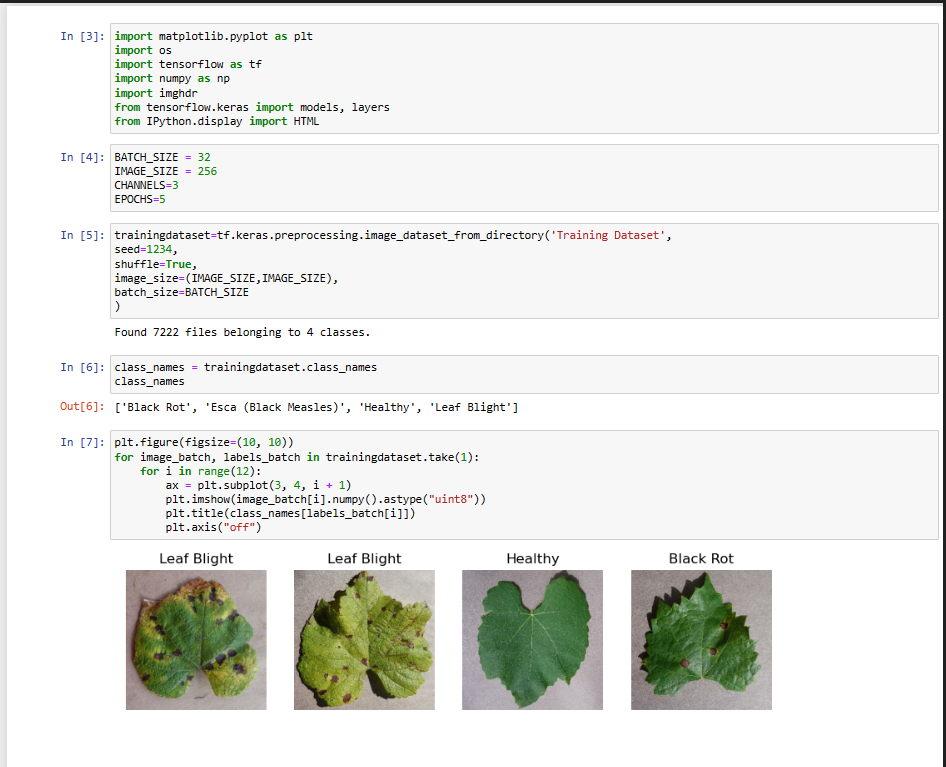 In [3]: import matplotlib.pyplot as plt
import os
import tensorflow as tf
import numpy as np
import imghdr
from tensorflow.keras import models, layers
from IPython.display import HTML
In [4]: BATCH_SIZE = 32
IMAGE_SIZE = 256
CHANNELS=3
EPOCHS=5
In [5]: trainingdataset=tf.keras.preprocessing.image_dataset_from_directory('Training Dataset',
seed=1234,
shuffle=True,
image_size=(IMAGE_SIZE,IMAGE_SIZE),
batch_size=BATCH_SIZE
)
Found 7222 files belonging to 4 classes.
In [6]: class_names = trainingdataset.class_names
class_names
Out[6]: ['Black Rot', 'Esca (Black Measles)', 'Healthy', 'Leaf Blight']
In [7]: plt.figure(figsize=(10, 10))
for image_batch, labels_batch in trainingdataset.take(1):
    for i in range(12):
        ax = plt.subplot(3, 4, i + 1)
        plt.imshow(image_batch[i].numpy().astype("uint8"))
        plt.title(class_names[labels_batch[i]])
        plt.axis("off")
Leaf Blight Leaf Blight Healthy Black Rot